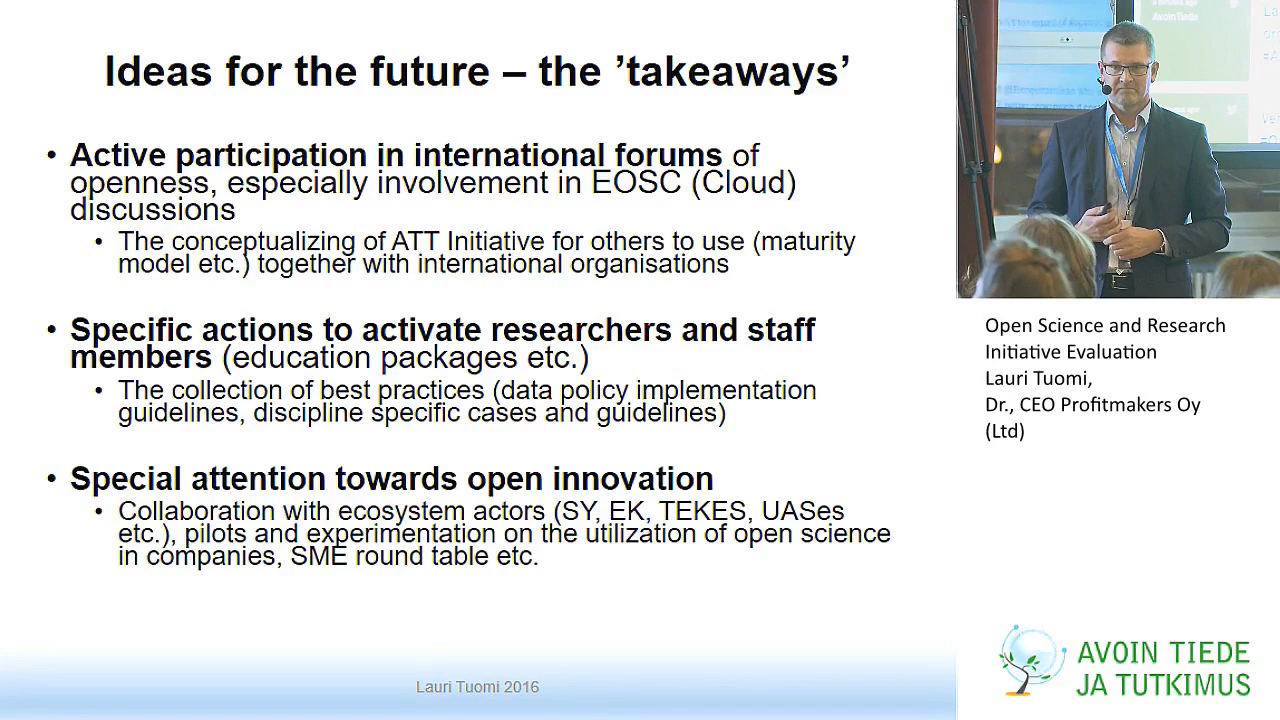 Ideas for the future – the ’takeaways’
• Active participation in international forums of
openness, especially involvement in EOSC (Cloud)
discussions
• The conceptualizing of ATT Initiative for others to use (maturity
model etc.) together with international organisations
• Specific actions to activate researchers and staff
members (education packages etc.)
• The collection of best practices (data policy implementation
guidelines, discipline specific cases and guidelines)
• Special attention towards open innovation
• Collaboration with ecosystem actors (SY, EK, TEKES, UASes
etc.), pilots and experimentation on the utilization of open science
in companies, SME round table etc.
Lauri Tuomi 2016
AvoinTiede
Open Science and Research
Initiative Evaluation
Lauri Tuomi,
Dr., CEO Profitmakers Oy
(Ltd)
AVOIN TIEDE
JA TUTKIMUS